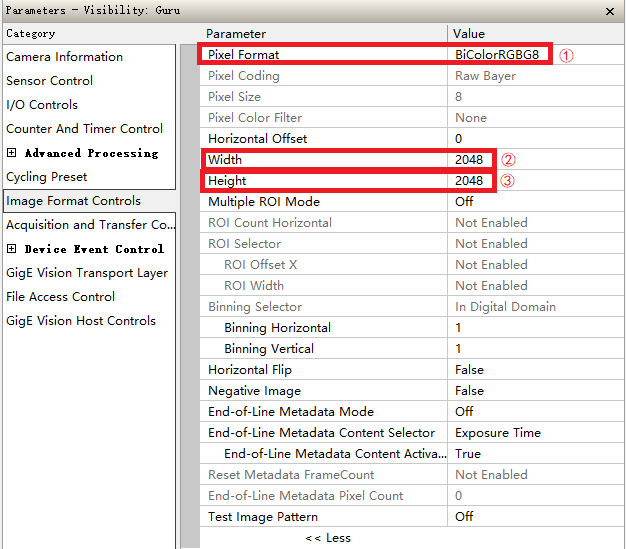 Parameters - Visibility: Guru
Category
Camera Information
Sensor Control
I/O Controls
Counter And Timer Control
Advanced Processing
Cycling Preset
Image Format Controls
Acquisition and Transfer Co...
Device Event Control
GigE Vision Transport Layer
File Access Control
GigE Vision Host Controls
Parameter Value
Pixel Format BiColorRGBG8 ①
Pixel Coding Raw Bayer
Pixel Size 8
Pixel Color Filter None
Horizontal Offset 0
Width 2048 ②
Height 2048 ③
Multiple ROI Mode Off
ROI Count Horizontal Not Enabled
ROI Selector Not Enabled
ROI Offset X Not Enabled
ROI Width Not Enabled
Binning Selector In Digital Domain
Binning Horizontal 1
Binning Vertical 1
Horizontal Flip False
Negative Image False
End-of-Line Metadata Mode Off
End-of-Line Metadata Content Selector Exposure Time
End-of-Line Metadata Content Activa... True
Reset Metadata FrameCount Not Enabled
End-of-Line Metadata Pixel Count 0
Test Image Pattern Off
<< Less